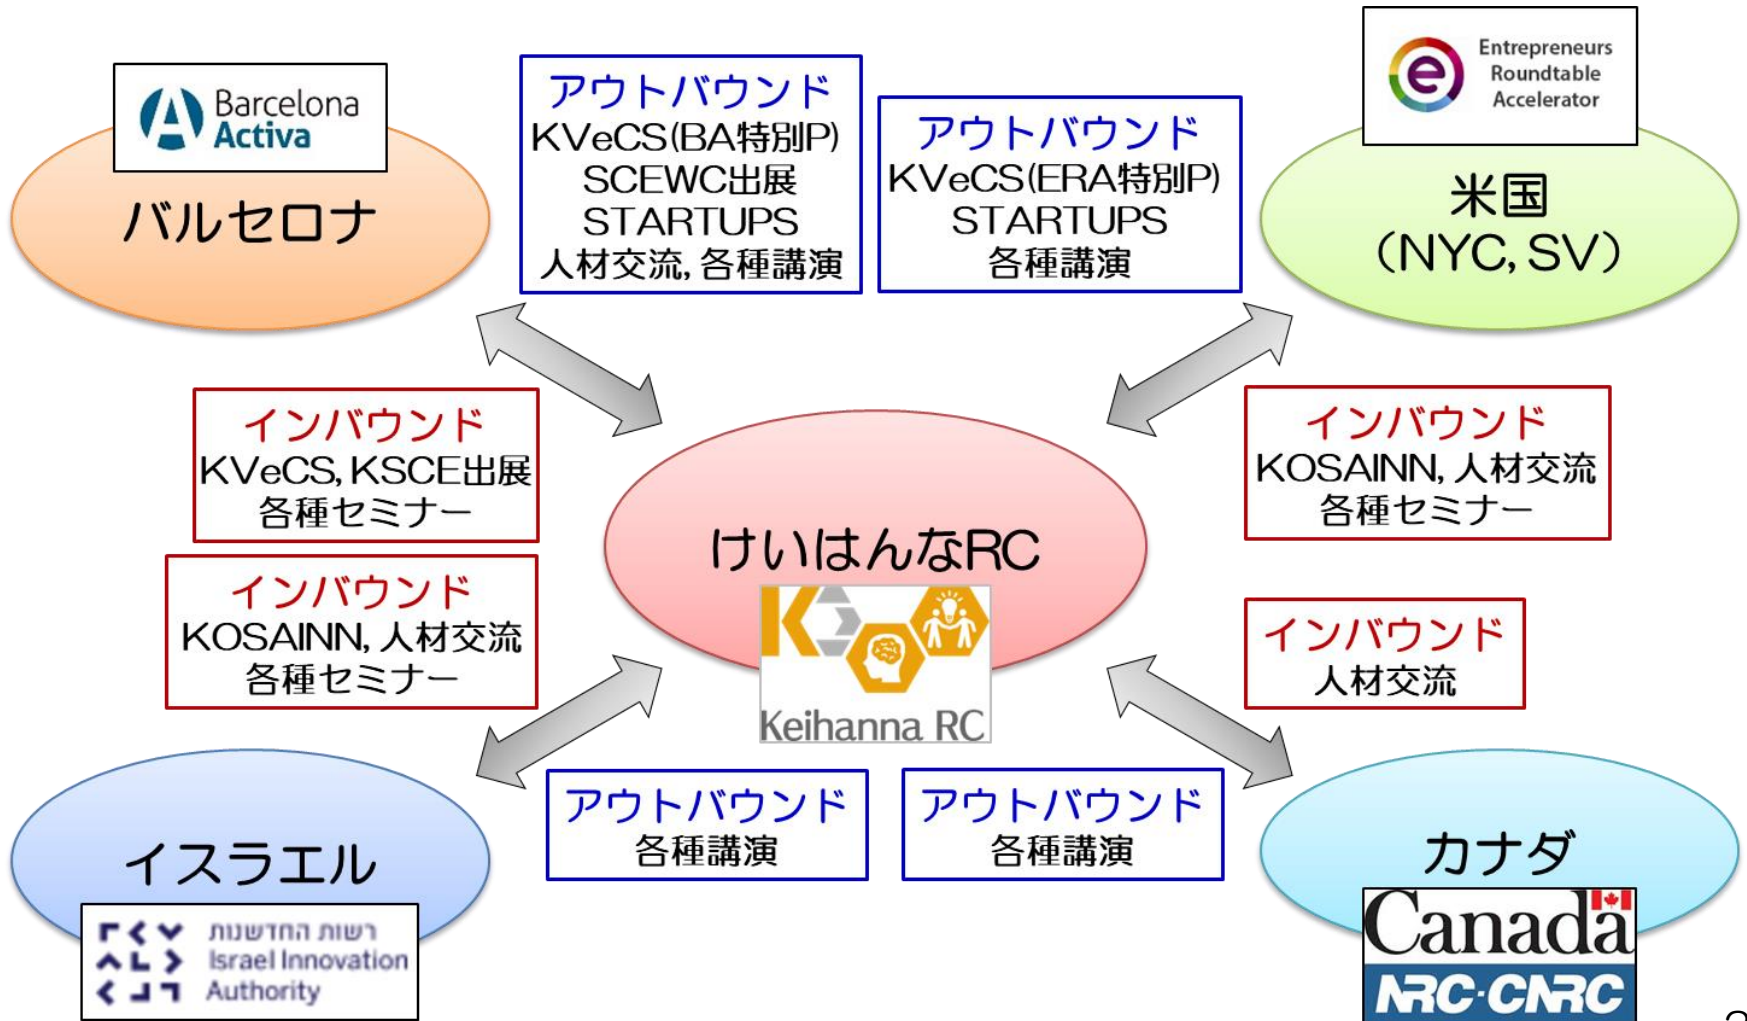 Barcelona
Activa
バルセロナ
アウトバウンド
KVeCS(BA特別P)
SCEWC出展
STARTUPS
人材交流, 各種講演
アウトバウンド
KVeCS(ERA特別P)
STARTUPS
各種講演
e
Entrepreneurs
Roundtable
Accelerator
米国
（NYC, SV）
インバウンド
KVeCS, KSCE出展
各種セミナー
インバウンド
KOSAINN, 人材交流
各種セミナー
けいはんなRC
Keihanna RC
インバウンド
KOSAINN, 人材交流
各種セミナー
インバウンド
人材交流
アウトバウンド
各種講演
アウトバウンド
各種講演
イスラエル
רשות החדשנות
Israel Innovation
Authority
カナダ
Canada
NRC·CNRC